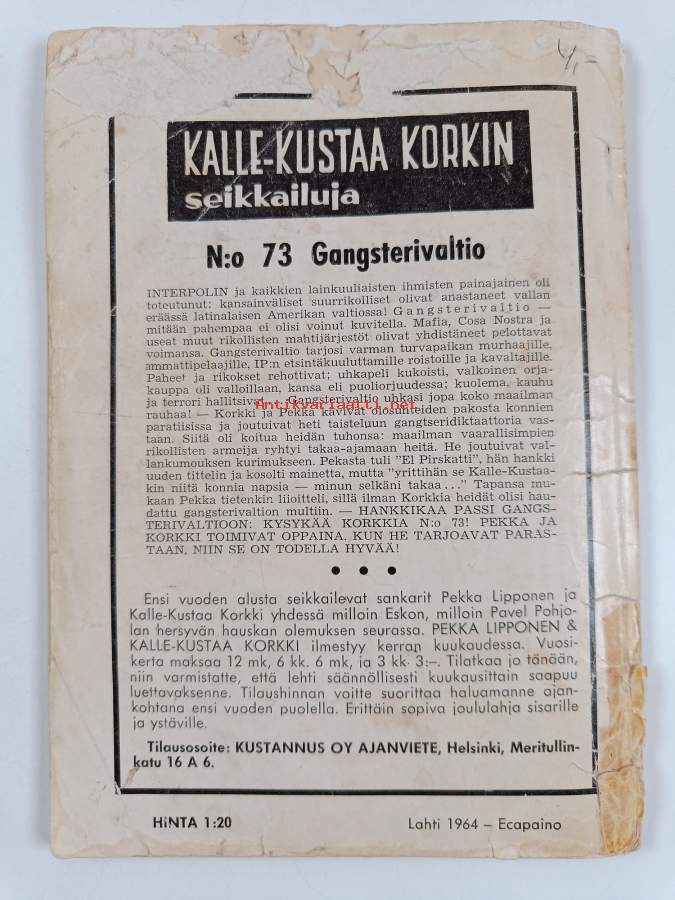 4,-
KALLE-KUSTAA KORKIN
seikkailuja
N:o 73 Gangsterivaltio
INTERPOLIN ja kaikkien lainkuuliaisten ihmisten painajainen oli
toteutunut: kansainväliset suurrikolliset olivat anastaneet vallan
eräässä latinalaisen Amerikan valtiossa! Gangsterivaltio —
mitään pahempaa ei olisi voinut kuvitella. Mafia, Cosa Nostra ja
useat muut rikollisten mahtijärjestöt olivat yhdistäneet pelottavat
voimansa. Gangsterivaltio tarjosi varman turvapaikan murhaajille,
ammattipelaajille, IP:n etsintäkuuluttamille roistoille ja kavaltajille.
Paheet ja rikokset rehottivat; uhkapeli kukoisti, valkoinen orja-
kauppa oli valloillaan, kansa eli puoliorjuudessa; kuolema, kauhu
ja terrori hallitsivat. Gangsterivaltio uhkasi jopa koko maailman
Antikvariaatti.net
rauhaa! — Korkki ja Pekka kävivät olosuhteiden pakosta konnien
paratiisissa ja joutuivat heti taisteluun gangtseridiktaattoria vas-
taan. Siitä oli koitua heidän tuhonsa: maailman vaarallisimpien
rikollisten armeija ryhtyi takaa-ajamaan heitä. He joutuivat val-
lankumouksen kurimukseen. Pekasta tuli "El Pirskatti", hän hankki
uuden tittelin ja kosolti mainetta, mutta "yrittihän se Kalle-Kustaa-
kin niitä konnia napsia — minun selkäni takaa..." Tapansa mu-
kaan Pekka tietenkin liioitteli, sillä ilman Korkkia heidät olisi hau-
dattu gangsterivaltion multiin. — HANKKIKAA PASSI GANGS-
TERIVALTIOON: KYSYKÄÄ KORKKIA N:o 73! PEKKA JA
KORKKI TOIMIVAT OPPAINA. KUN HE TARJOAVAT PARAS-
TAAN, NIIN SE ON TODELLA HYVÄÄ!
Ensi vuoden alusta seikkailevat sankarit Pekka Lipponen ja
Kalle-Kustaa Korkki yhdessä milloin Eskon, milloin Pavel Pohjo-
lan hersyvän hauskan olemuksen seurassa. PEKKA LIPPONEN &
KALLE-KUSTAA KORKKI ilmestyy kerran kuukaudessa. Vuosi-
kerta maksaa 12 mk, 6 kk. 6 mk, ja 3 kk. 3:–. Tilatkaa jo tänään,
niin varmistatte, että lehti säännöllisesti kuukausittain saapuu
luettavaksenne. Tilaushinnan voitte suorittaa haluamanne ajan-
kohtana ensi vuoden puolella. Erittäin sopiva joululahja sisarille
ja ystäville.
Tilausosoite: KUSTANNUS OY AJANVIETE, Helsinki, Meritullin-
katu 16 A 6.
HINTA 1:20
Lahti 1964 – Ecapaino